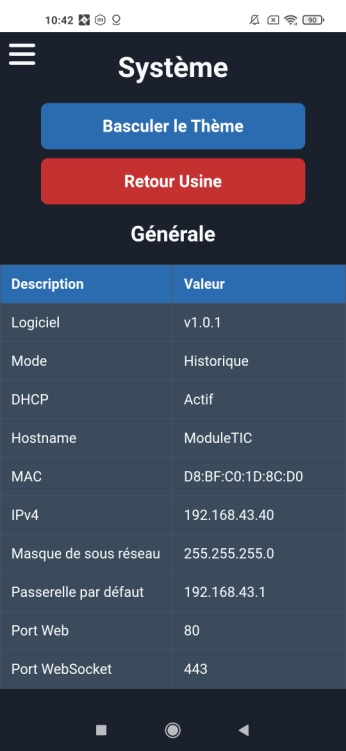 10:42
90
Système
Basculer le Thème
Retour Usine
Générale
Description Valeur
Logiciel v1.0.1
Mode Historique
DHCP Actif
Hostname ModuleTIC
MAC D8:BF:C0:1D:8C:D0
IPv4 192.168.43.40
Masque de sous réseau 255.255.255.0
Passerelle par défaut 192.168.43.1
Port Web 80
Port WebSocket 443